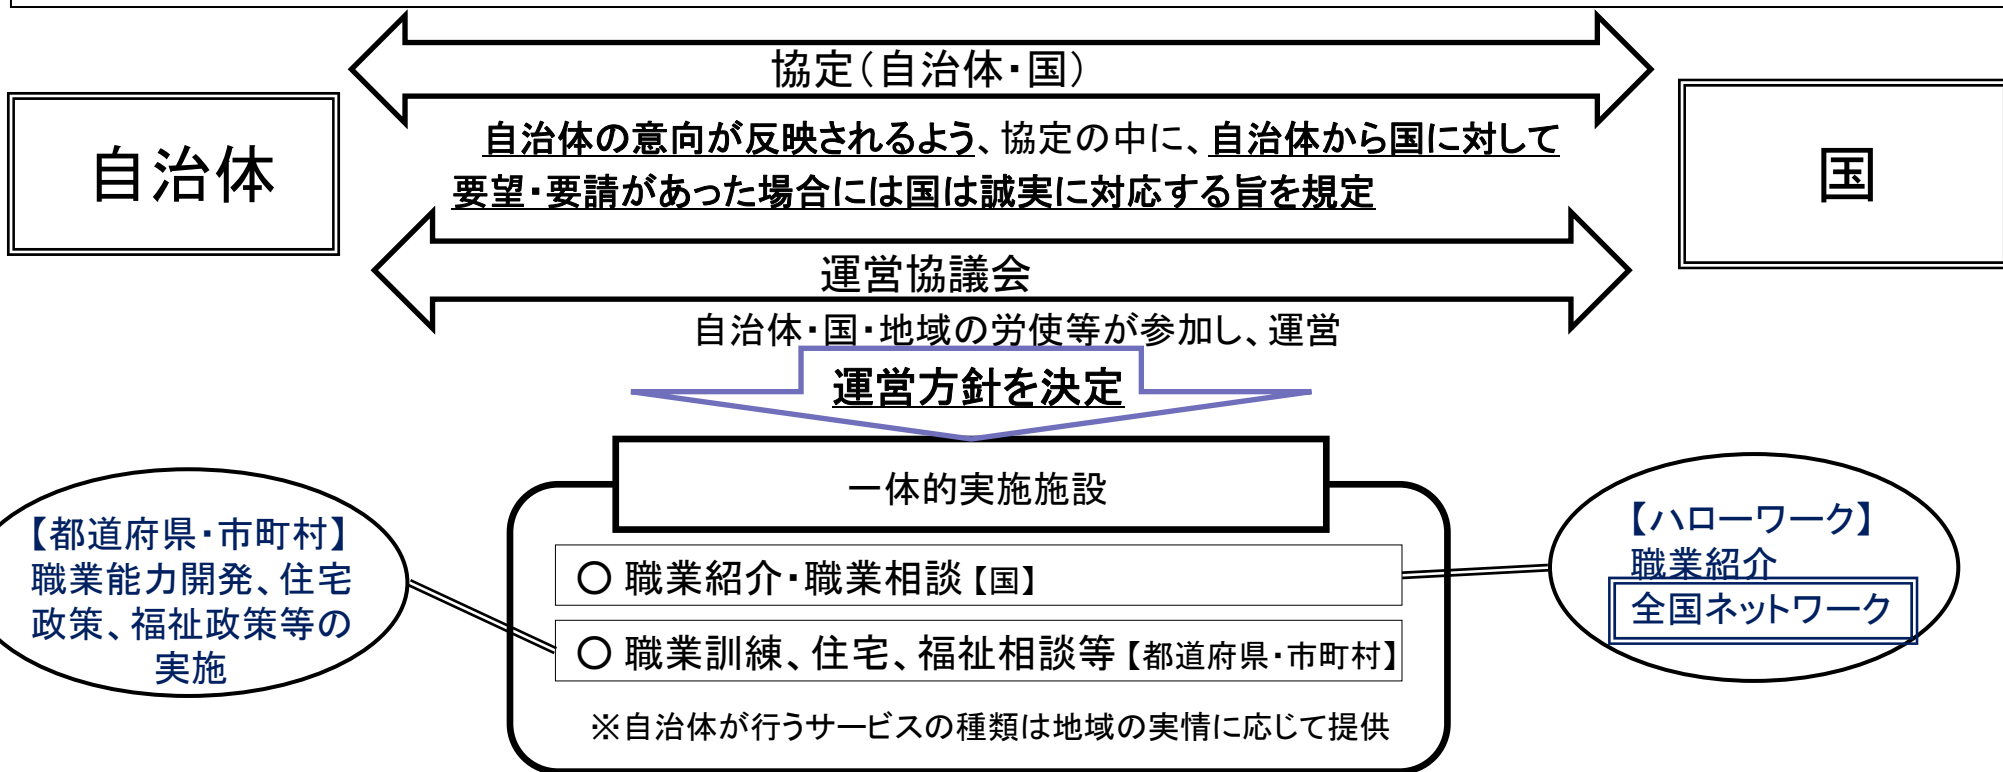 協定(自治体・国)
自治体
国
自治体の意向が反映されるよう、協定の中に、自治体から国に対して
要望・要請があった場合には国は誠実に対応する旨を規定
運営協議会
自治体・国・地域の労使等が参加し、運営
運営方針を決定
一体的実施施設
【都道府県・市町村】
職業能力開発、住宅
政策、福祉政策等の
実施
○ 職業紹介・職業相談【国】
○ 職業訓練、住宅、福祉相談等【都道府県・市町村】
※自治体が行うサービスの種類は地域の実情に応じて提供
【ハローワーク】
職業紹介
全国ネットワーク